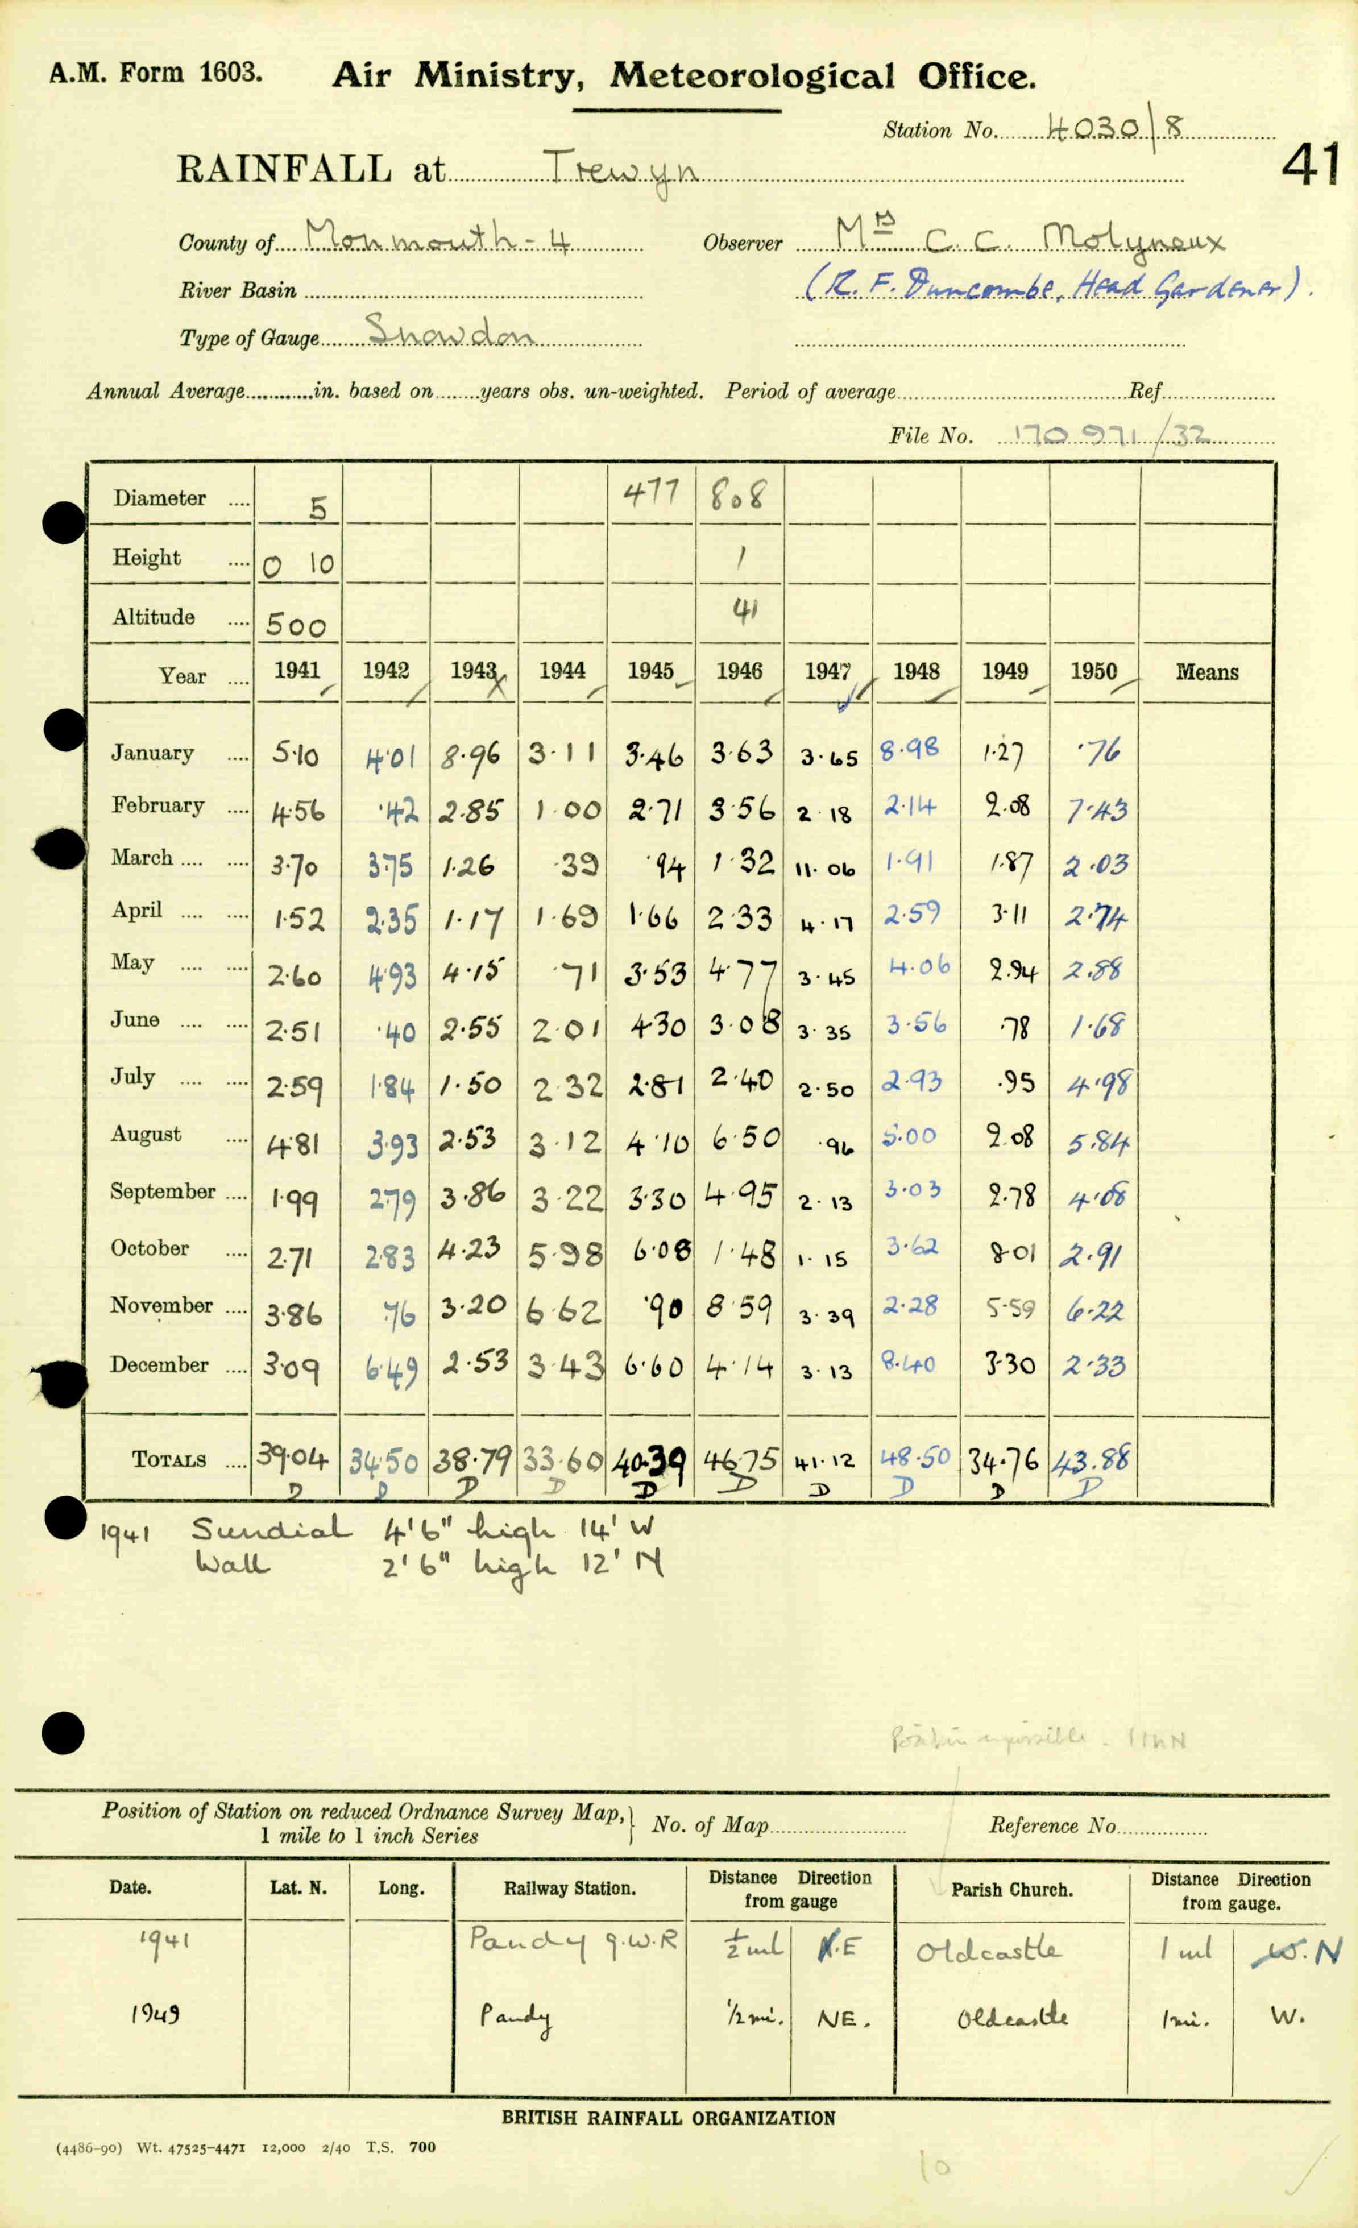 A.M. Form 1603. Air Ministry, Meteorological Office.
Station No. 4030/8
41
RAINFALL at Trewyn
County of Monmouth - 4 Observer Mrs C. C. Molyneux
River Basin (R. F. Duncombe, Head Gardener).
Type of Gauge Snowdon
Annual Average in. based on years obs. un-weighted. Period of average Ref.
File No. 170 971/32
Diameter 5 477 808
Height 0 10 1
Altitude 500 41
Year 1941 1942 1943 1944 1945 1946 1947 1948 1949 1950 Means
January 5.10 4.01 8.96 3.11 3.46 3.63 3.65 8.98 1.27 .76
February 4.56 .42 2.85 1.00 2.71 3.56 2.18 2.14 2.08 7.43
March 3.70 3.75 1.26 .39 .94 1.32 11.06 1.91 1.87 2.03
April 1.52 2.35 1.17 1.69 1.66 2.33 4.17 2.59 3.11 2.74
May 2.60 4.93 4.15 .71 3.53 4.77 3.45 4.06 2.94 2.88
June 2.51 .40 2.55 2.01 4.30 3.08 3.35 3.56 .78 1.68
July 2.59 1.84 1.50 2.32 2.81 2.40 2.50 2.93 .95 4.98
August 4.81 3.93 2.53 3.12 4.10 6.50 .96 5.00 2.08 5.84
September 1.99 2.79 3.86 3.22 3.30 4.95 2.13 3.03 2.78 4.08
October 2.71 2.83 4.23 5.98 6.08 1.48 1.15 3.62 8.01 2.91
November 3.86 .76 3.20 6.62 .90 8.59 3.39 2.28 5.59 6.22
December 3.09 6.49 2.53 3.43 6.60 4.14 3.13 8.40 3.30 2.33
TOTALS 39.04 34.50 38.79 33.60 40.39 46.75 41.12 48.50 34.76 43.88
D D D D D D D D D D
1941 Sundial 4'6" high 14' W
Wall 2'6" high 12' N
Position of Station on reduced Ordnance Survey Map, 1 mile to 1 inch Series No. of Map Reference No.
Date. Lat. N. Long. Railway Station. Distance Direction from gauge Parish Church. Distance Direction from gauge.
1941 Pandy G.W.R ½ ml N.E Oldcastle 1 ml W. N
1949 Pandy ½ mi. NE. Oldcastle 1 mi. W.
BRITISH RAINFALL ORGANIZATION
(4486-90) Wt. 47525-4471 12,000 2/40 T.S. 700
10